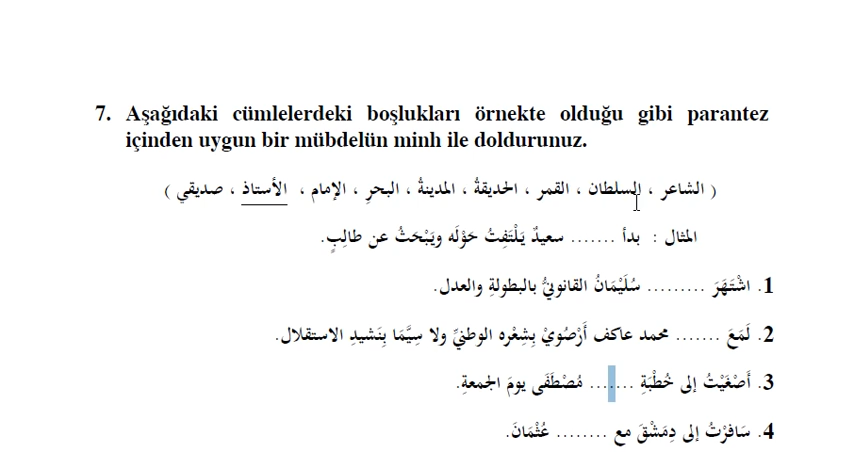 7. Aşağıdaki cümlelerdeki boşlukları örnekte olduğu gibi parantez
içinden uygun bir mübdelün minh ile doldurunuz.
( الشاعر ، السلطان ، القمر ، الحديقةُ ، المدينةُ ، البحرِ ، الإمام ، الأستاذ ، صديقي )
المثال : بدأ ....... سعيدٌ يَلْتَفِتُ حَوْلَه ويَبْحَثُ عن طالِبٍ.
1. اشْتَهَرَ ......... سُلَيْمَانُ القانونيُّ بالبطولةِ والعدل.
2. لَمَعَ ....... محمد عاكف أَرْصُويْ بِشِعْره الوطنيِّ ولا سِيَّمَا بِنَشيدِ الاستقلال.
3. أَصْغَيْتُ إلى خُطْبَةِ ....... مُصْطَفَى يومَ الجمعةِ.
4. سَافرْتُ إلى دِمَشْقَ مع ........ عُثْمَانَ.